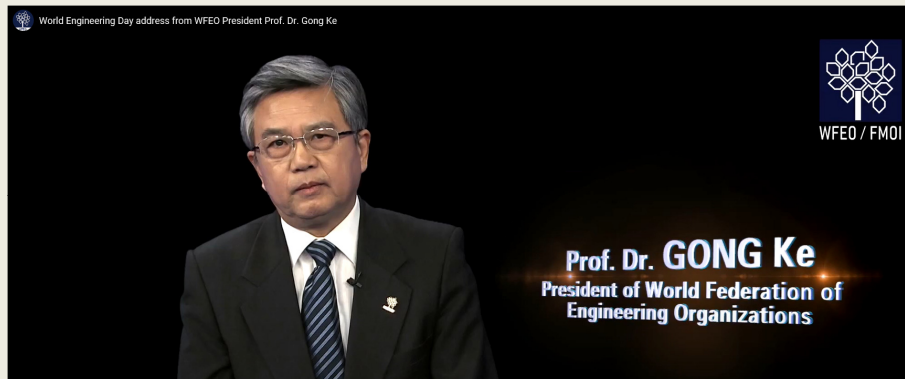 World Engineering Day address from WFEO President Prof. Dr. Gong Ke
WFEO / FMOI
Prof. Dr. GONG Ke
President of World Federation of
Engineering Organizations